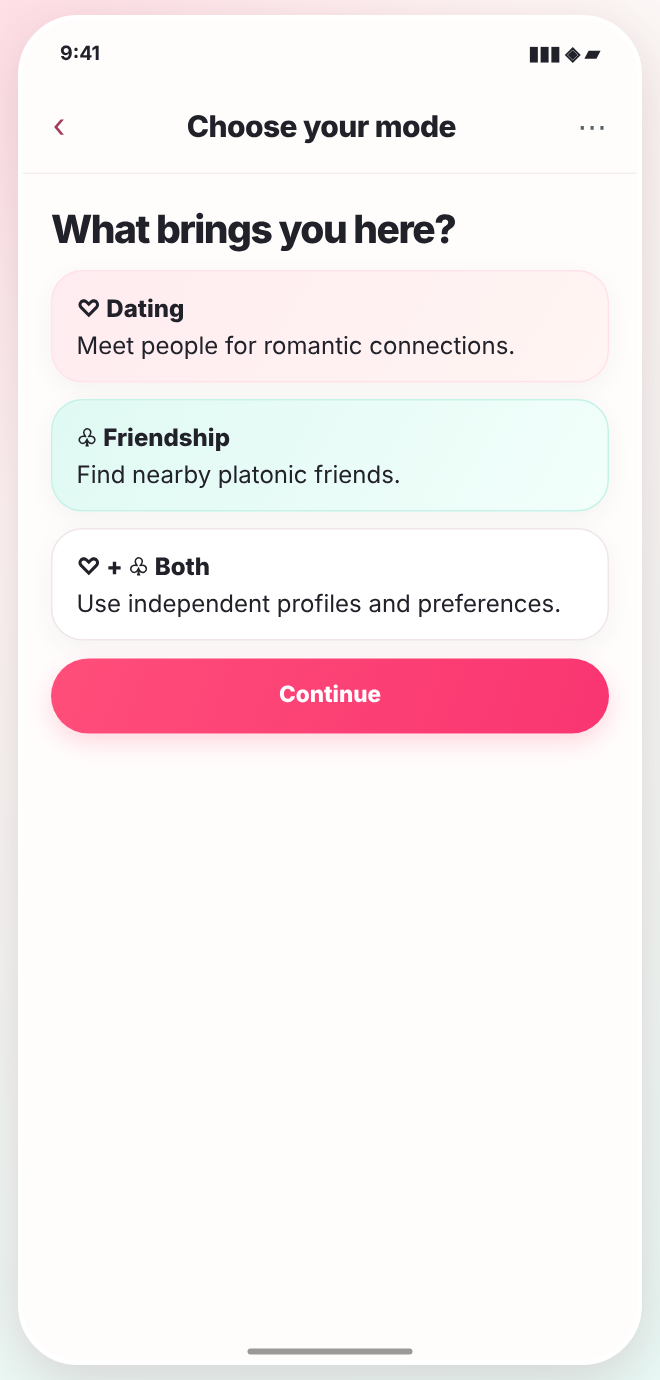 9:41
Choose your mode
What brings you here?
♡ Dating
Meet people for romantic connections.
♧ Friendship
Find nearby platonic friends.
♡ + ♧ Both
Use independent profiles and preferences.
Continue